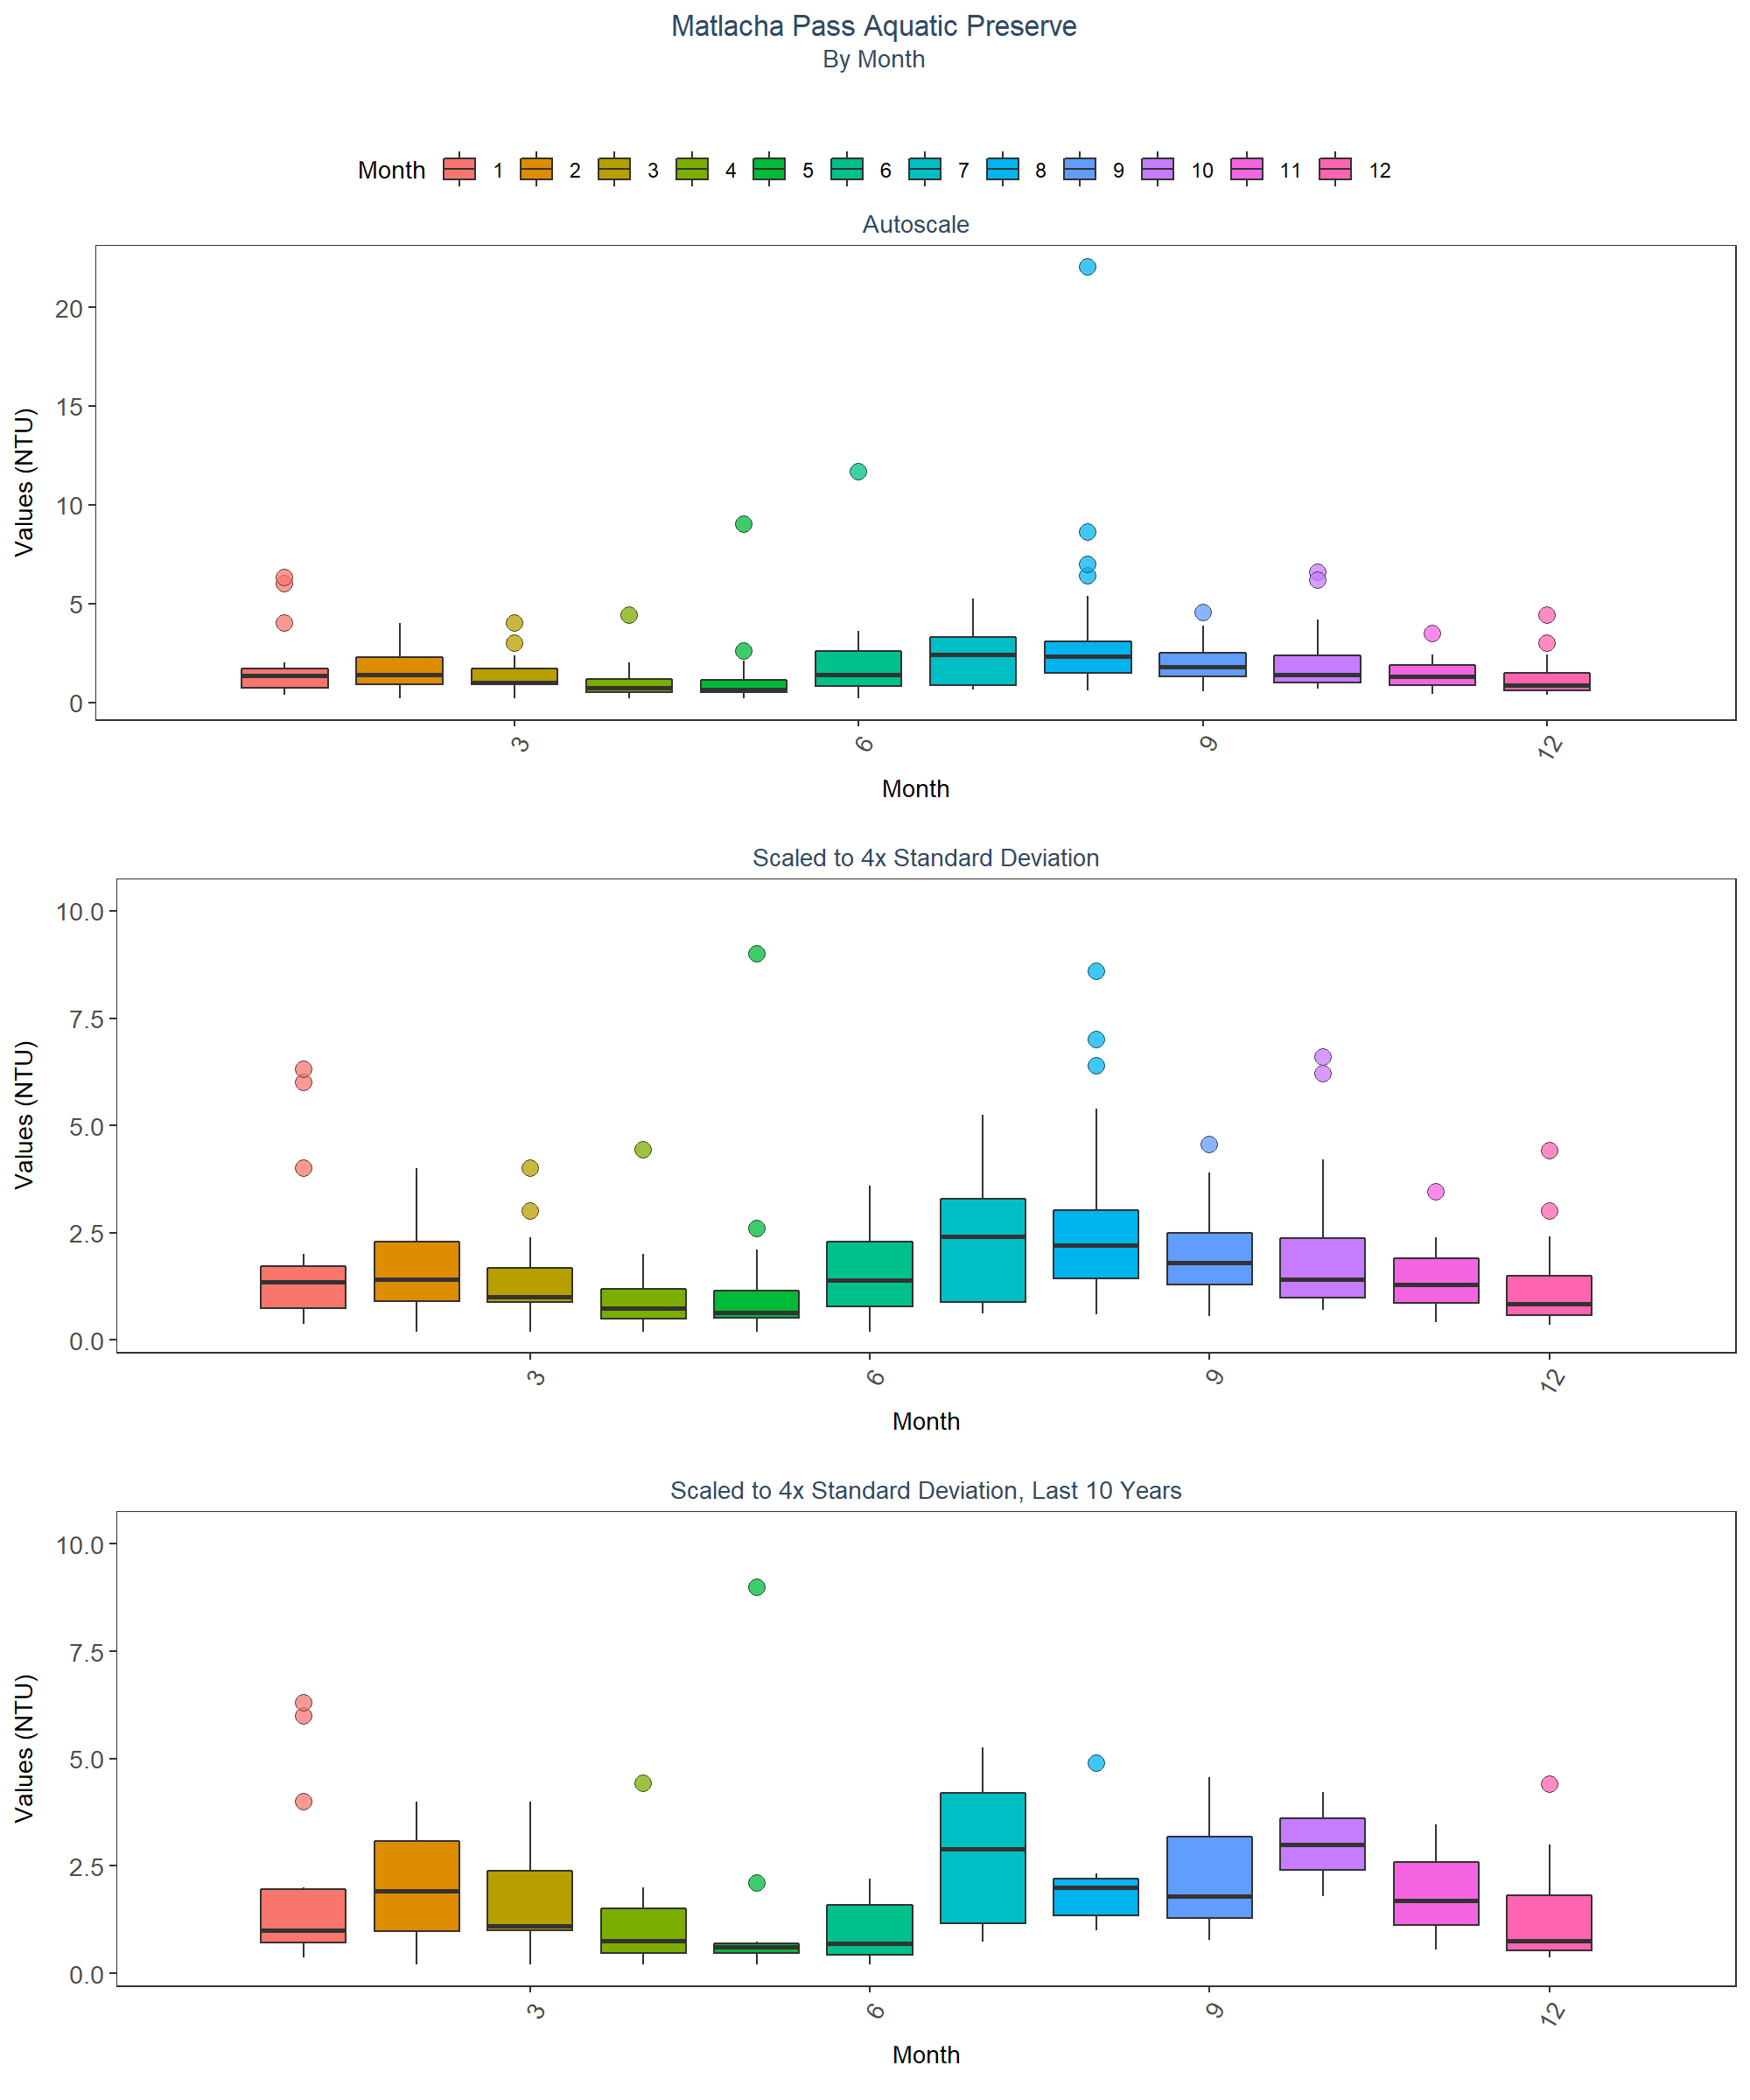 Matlacha Pass Aquatic Preserve
By Month
Month 1 2 3 4 5 6 7 8 9 10 11 12
Autoscale
Values (NTU)
20
15
10
5
0
3 6 9 12
Month
Scaled to 4x Standard Deviation
Values (NTU)
10.0
7.5
5.0
2.5
0.0
3 6 9 12
Month
Scaled to 4x Standard Deviation, Last 10 Years
Values (NTU)
10.0
7.5
5.0
2.5
0.0
3 6 9 12
Month